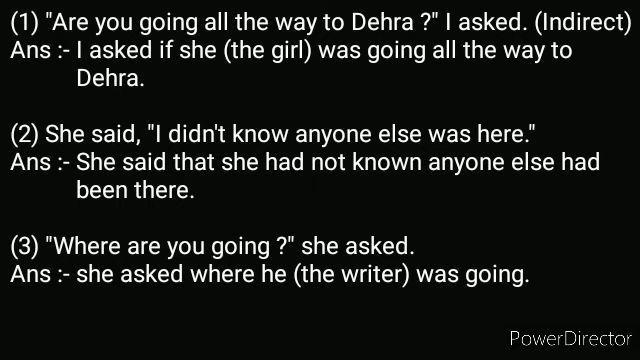 (1) "Are you going all the way to Dehra ?" I asked. (Indirect)
Ans :- I asked if she (the girl) was going all the way to
Dehra.
(2) She said, "I didn't know anyone else was here."
Ans :- She said that she had not known anyone else had
been there.
(3) "Where are you going ?" she asked.
Ans :- she asked where he (the writer) was going.
PowerDirector